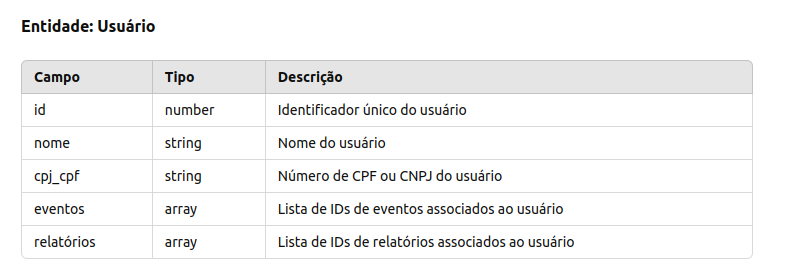 Entidade: Usuário
Campo Tipo Descrição
id number Identificador único do usuário
nome string Nome do usuário
cpj_cpf string Número de CPF ou CNPJ do usuário
eventos array Lista de IDs de eventos associados ao usuário
relatórios array Lista de IDs de relatórios associados ao usuário